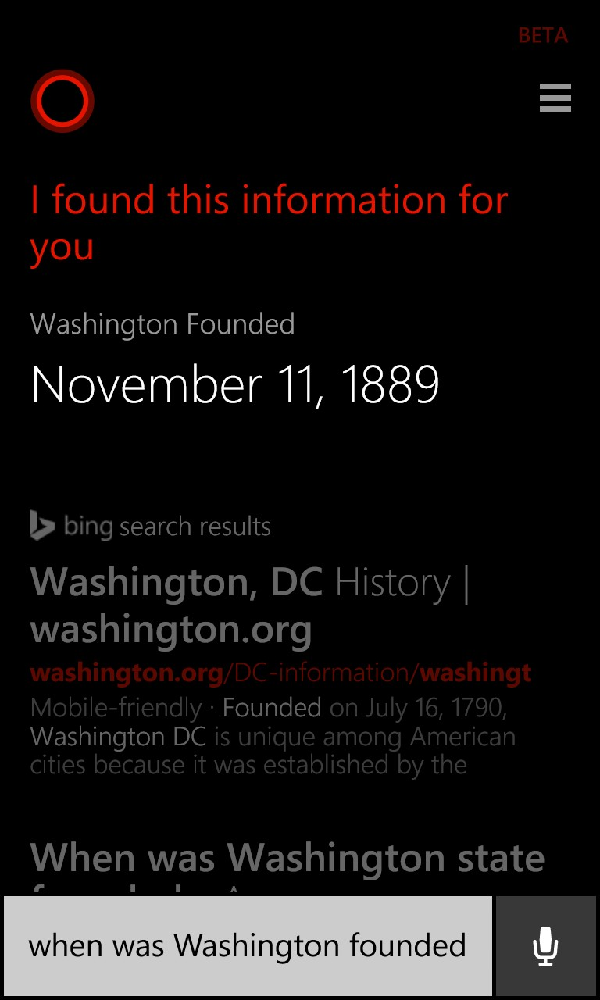 BETA
I found this information for
you
Washington Founded
November 11, 1889
bing search results
Washington, DC History |
washington.org
washington.org/DC-information/washingt
Mobile-friendly · Founded on July 16, 1790,
Washington DC is unique among American
cities because it was established by the
When was Washington state
when was Washington founded